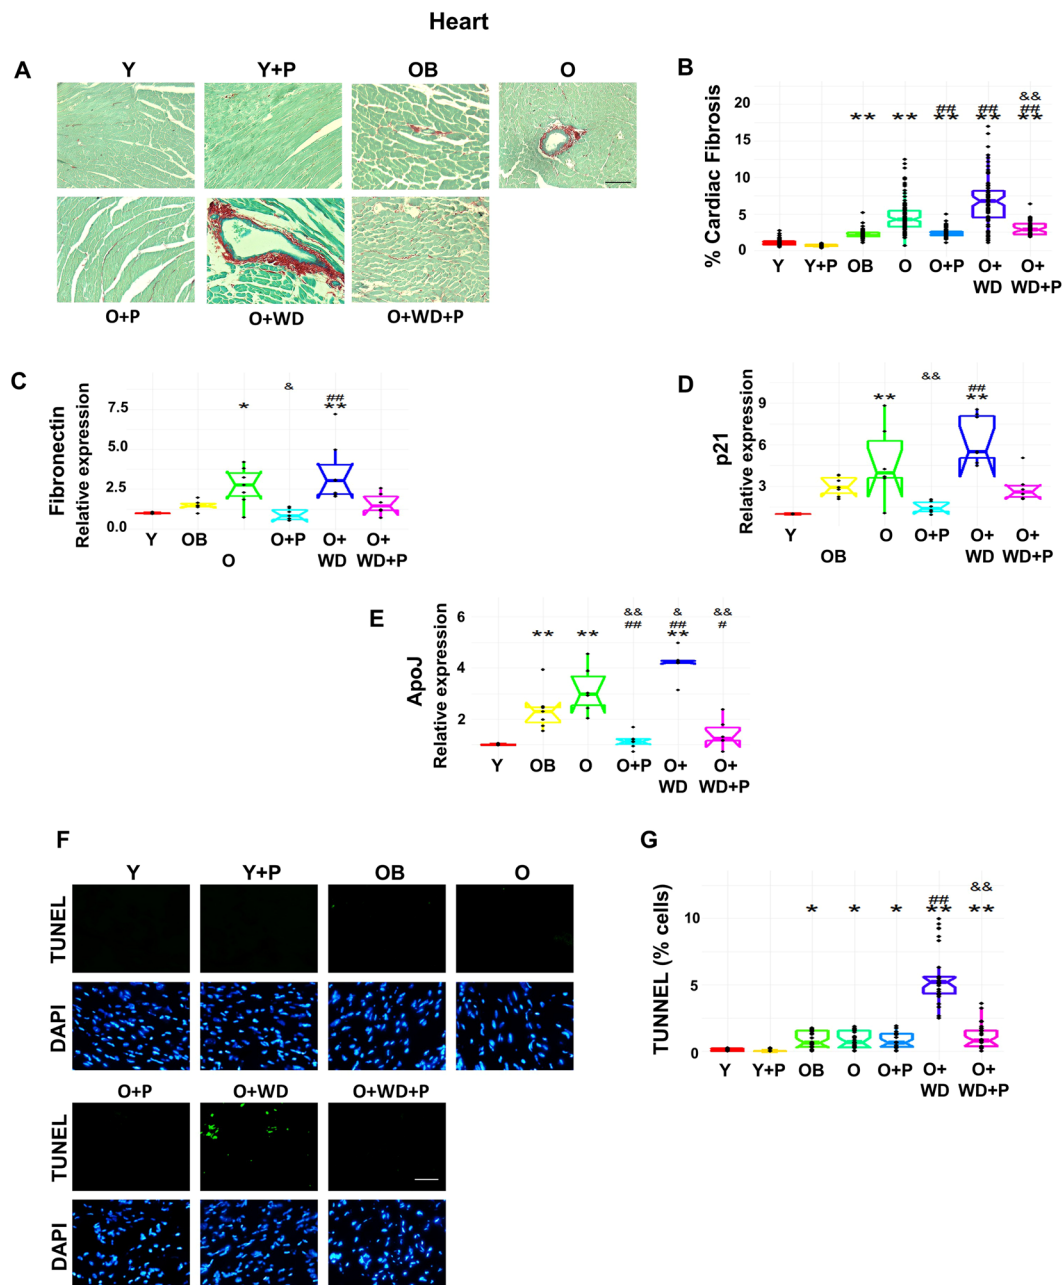 Heart
A
Y
Y+P
OB
O
O+P
O+WD
O+WD+P
B
% Cardiac Fibrosis
20
15
10
5
0
** ** ## ** ## ** && ## **
Y Y+P OB O O+P O+ O+
WD WD+P
C
Fibronectin
Relative expression
7.5
5.0
2.5
0.0
* & ## **
Y OB O O+P O+ O+
WD WD+P
D
p21
Relative expression
9
6
3
** && ## **
Y OB O O+P O+ O+
WD WD+P
E
ApoJ
Relative expression
6
4
2
** ** && ## & ## ** && #
Y OB O O+P O+ O+
WD WD+P
F
Y Y+P OB O
TUNEL
DAPI
O+P O+WD O+WD+P
TUNEL
DAPI
G
TUNNEL (% cells)
10
5
0
* * * ## ** && **
Y Y+P OB O O+P O+ O+
WD WD+P